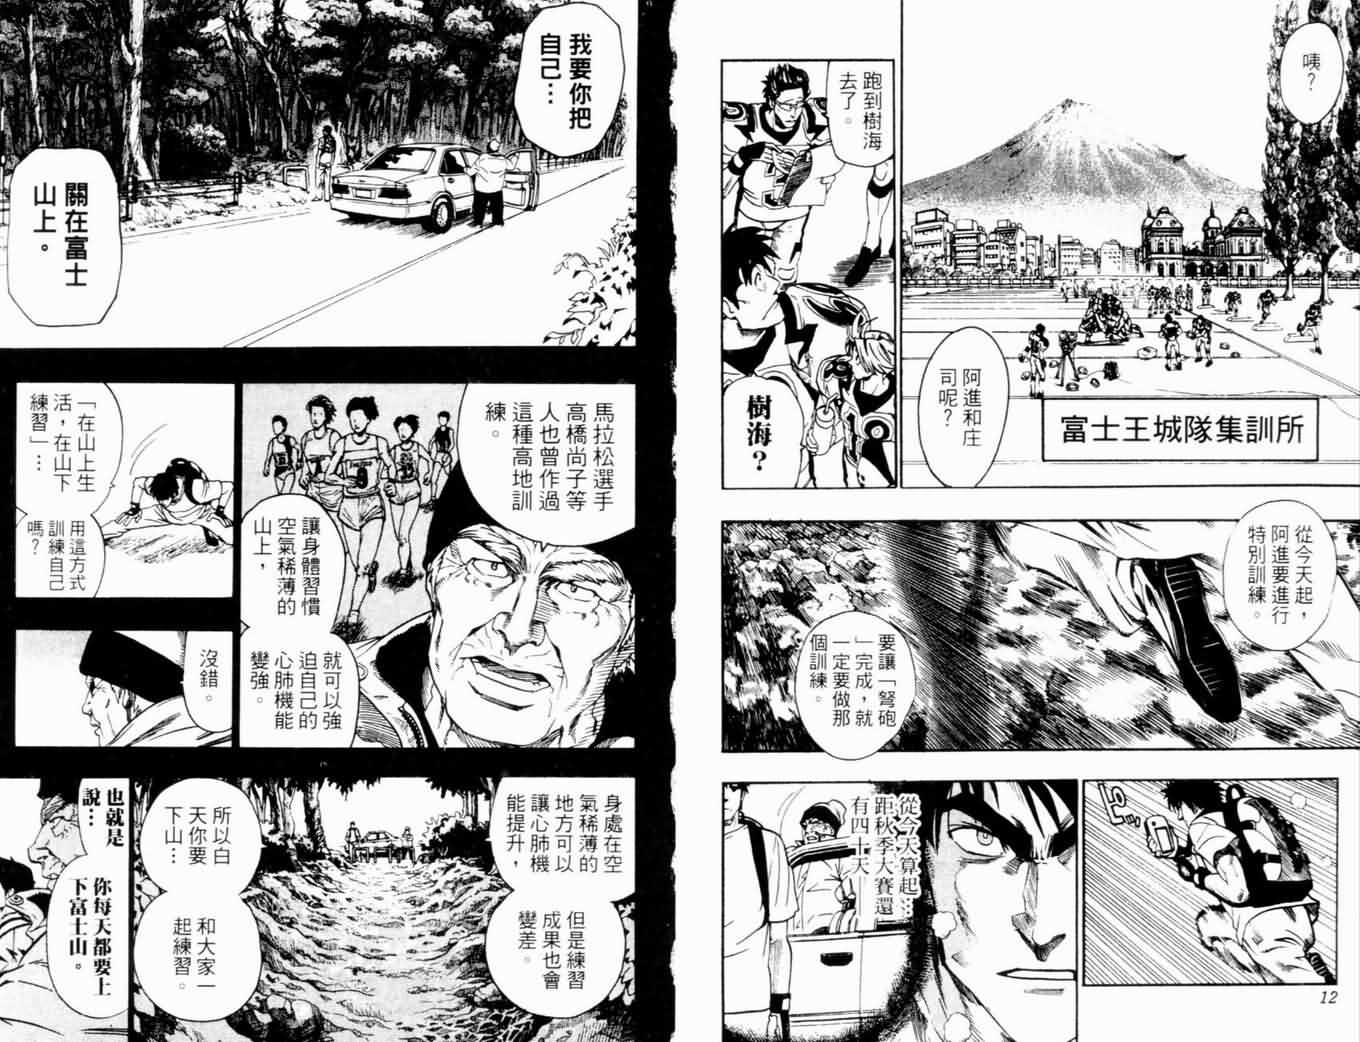 咦？
阿進和庄
司呢？
富士王城隊集訓所
跑到樹海
去了。
樹海？
從今天起，
阿進要進行
特別訓練。
要讓「弩砲
」完成，就
一定要做那
個訓練。
ピピッ…
從今天算起…
距秋季大賽還
有四十天
12
我要你把
自己…
關在富士
山上。
馬拉松選手
高橋尚子等
人也曾作過
這種高地訓
練。
讓身體習慣
空氣稀薄的
山上，
就可以強
迫自己的
心肺機能
變強。
「在山上生
活，在山下
練習」…
用這方式
訓練自己
嗎？
沒錯。
身處在空
氣稀薄的
地方可以
讓心肺機
能提升，
但是練習
成果也會
變差。
所以白
天你要
下山…
和大家一
起練習。
也就是
說…
你每天都要上
下富士山。